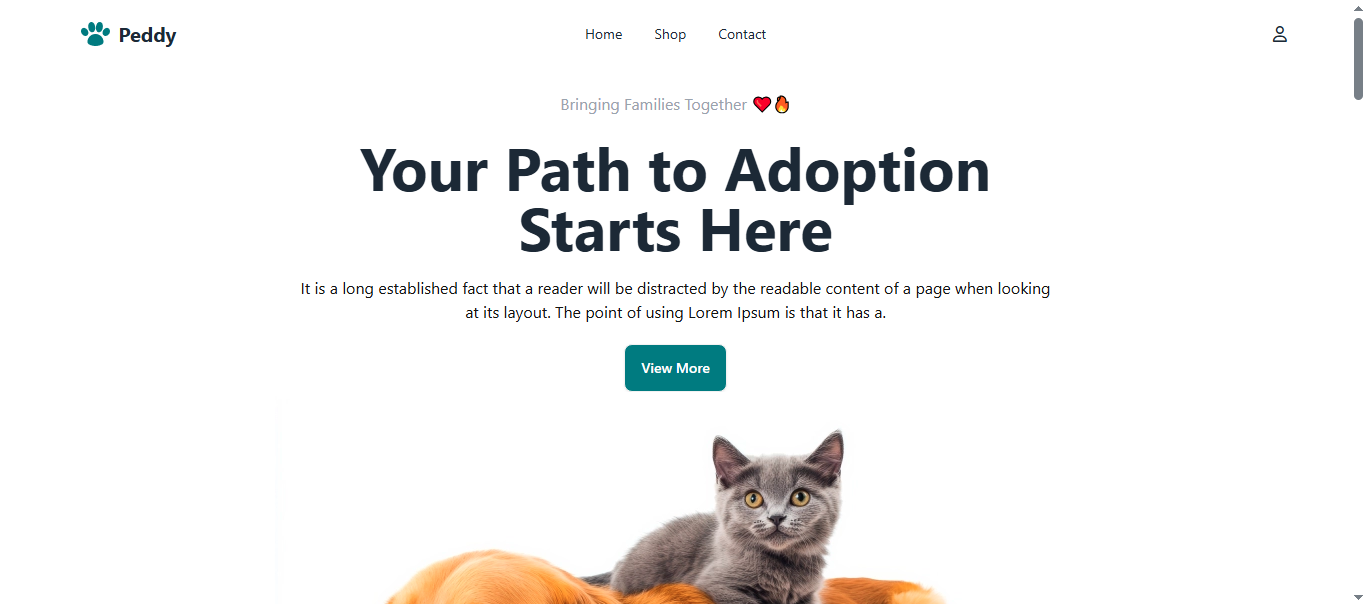 Peddy
Home
Shop
Contact
Bringing Families Together ❤️🔥
Your Path to Adoption
Starts Here
It is a long established fact that a reader will be distracted by the readable content of a page when looking
at its layout. The point of using Lorem Ipsum is that it has a.
View More